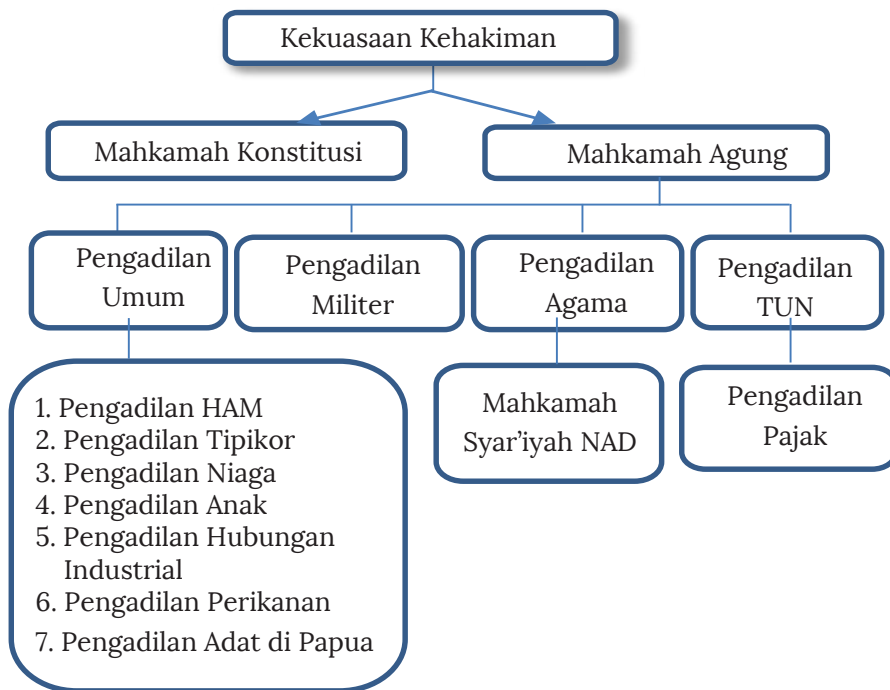 Kekuasaan Kehakiman
Mahkamah Konstitusi
Mahkamah Agung
Pengadilan
Umum
Pengadilan
Militer
Pengadilan
Agama
Pengadilan
TUN
1. Pengadilan HAM
2. Pengadilan Tipikor
3. Pengadilan Niaga
4. Pengadilan Anak
5. Pengadilan Hubungan
Industrial
6. Pengadilan Perikanan
7. Pengadilan Adat di Papua
Mahkamah
Syar’iyah NAD
Pengadilan
Pajak